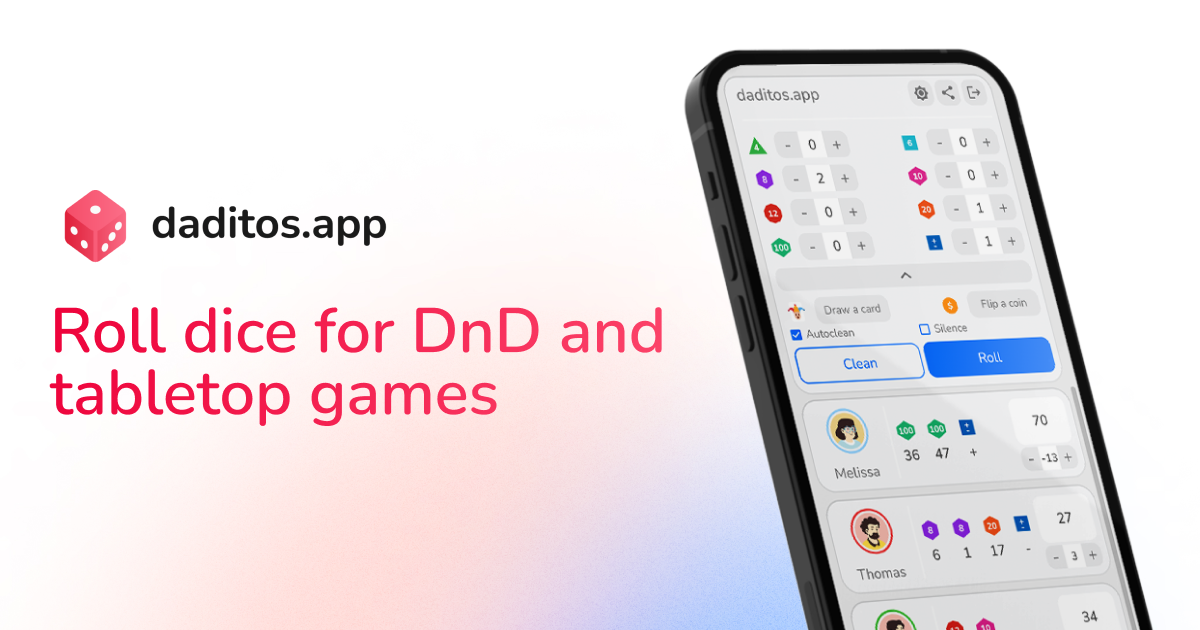 daditos.app
Roll dice for DnD and
tabletop games
daditos.app
4 - 0 + 6 - 0 +
8 - 2 + 10 - 0 +
12 - 0 + 20 - 1 +
100 - 0 + ± - 1 +
Draw a card $ Flip a coin
Autoclean Silence
Clean Roll
100 100 ± 70
36 47 + - -13 +
Melissa
8 8 20 ± 27
6 1 17 - - 3 +
Thomas
12 10 34